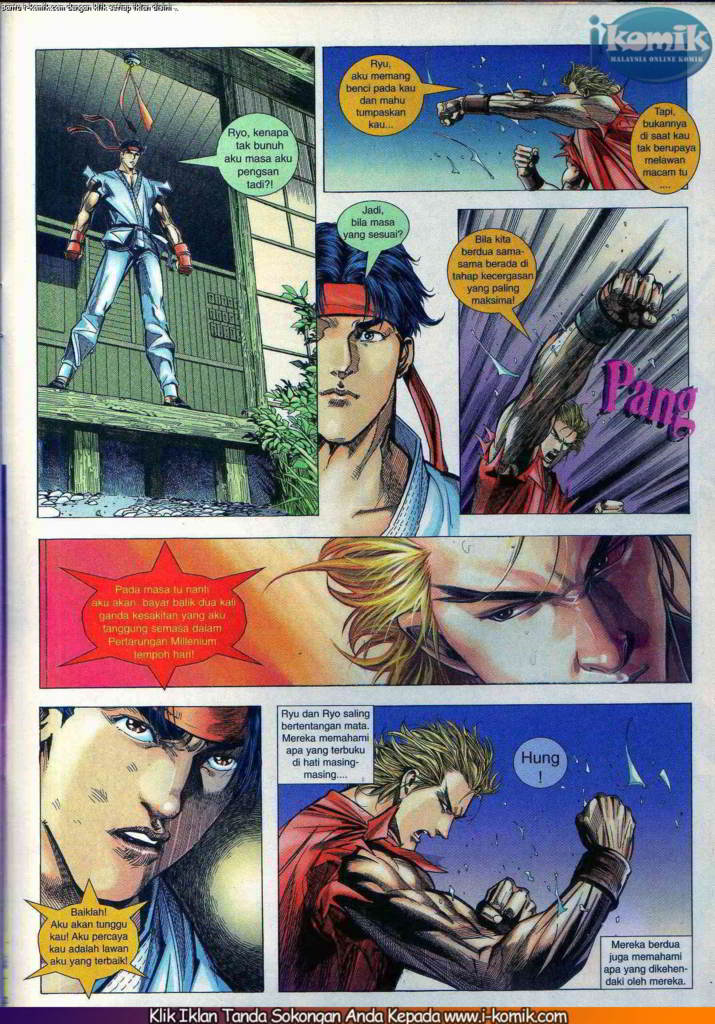 iKomik
MALAYSIA ONLINE KOMIK
Ryo, kenapa
tak bunuh
aku masa aku
pengsan
tadi?!
Ryu,
aku memang
benci pada kau
dan mahu
tumpaskan
kau...
Tapi,
bukannya
di saat kau
tak berupaya
melawan
macam tu
....
Jadi,
bila masa
yang sesuai?
Bila kita
berdua sama-
sama berada di
tahap kecergasan
yang paling
maksima!
Pang
Pada masa tu nanti
aku akan bayar balik dua kali
ganda kesakitan yang aku
tanggung semasa dalam
Pertarungan Millenium
tempoh hari!
Baiklah!
Aku akan tunggu
kau! Aku percaya
kau adalah lawan
aku yang terbaik!
Ryu dan Ryo saling
bertentangan mata.
Mereka memahami
apa yang terbuku
di hati masing-
masing....
Hung
!
Mereka berdua
juga memahami
apa yang dikehen-
daki oleh mereka.
Klik Iklan Tanda Sokongan Anda Kepada www.i-komik.com